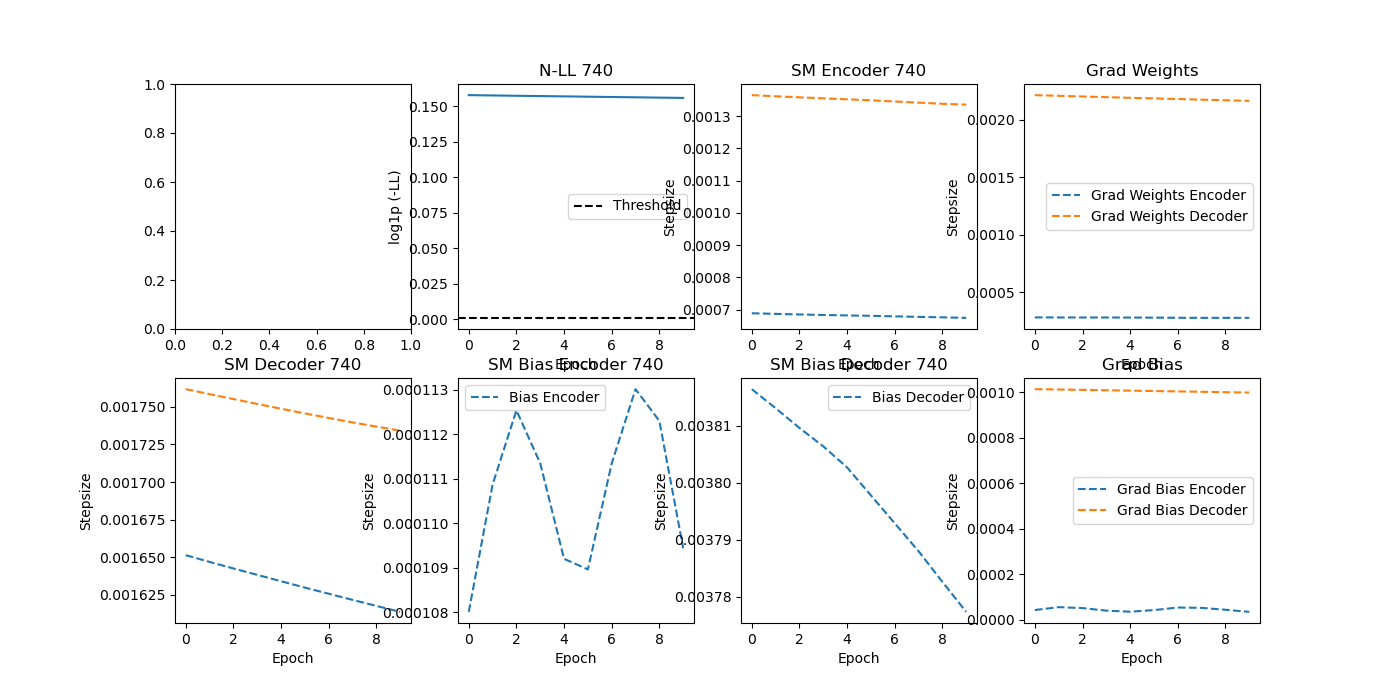 1.0
0.8
0.6
0.4
0.2
0.0
0.0 0.2 0.4 0.6 0.8 1.0
N-LL 740
log1p (-LL)
0.150
0.125
0.100
0.075
0.050
0.025
0.000
Threshold
0 2 4 6 8
Epoch
SM Encoder 740
Stepsize
0.0013
0.0012
0.0011
0.0010
0.0009
0.0008
0.0007
0 2 4 6 8
Epoch
Grad Weights
Stepsize
0.0020
0.0015
0.0010
0.0005
Grad Weights Encoder
Grad Weights Decoder
0 2 4 6 8
Epoch
SM Decoder 740
Stepsize
0.001750
0.001725
0.001700
0.001675
0.001650
0.001625
0 2 4 6 8
Epoch
SM Bias Encoder 740
Stepsize
0.000113
0.000112
0.000111
0.000110
0.000109
0.000108
Bias Encoder
0 2 4 6 8
Epoch
SM Bias Decoder 740
Stepsize
0.00381
0.00380
0.00379
0.00378
Bias Decoder
0 2 4 6 8
Epoch
Grad Bias
Stepsize
0.0010
0.0008
0.0006
0.0004
0.0002
0.0000
Grad Bias Encoder
Grad Bias Decoder
0 2 4 6 8
Epoch